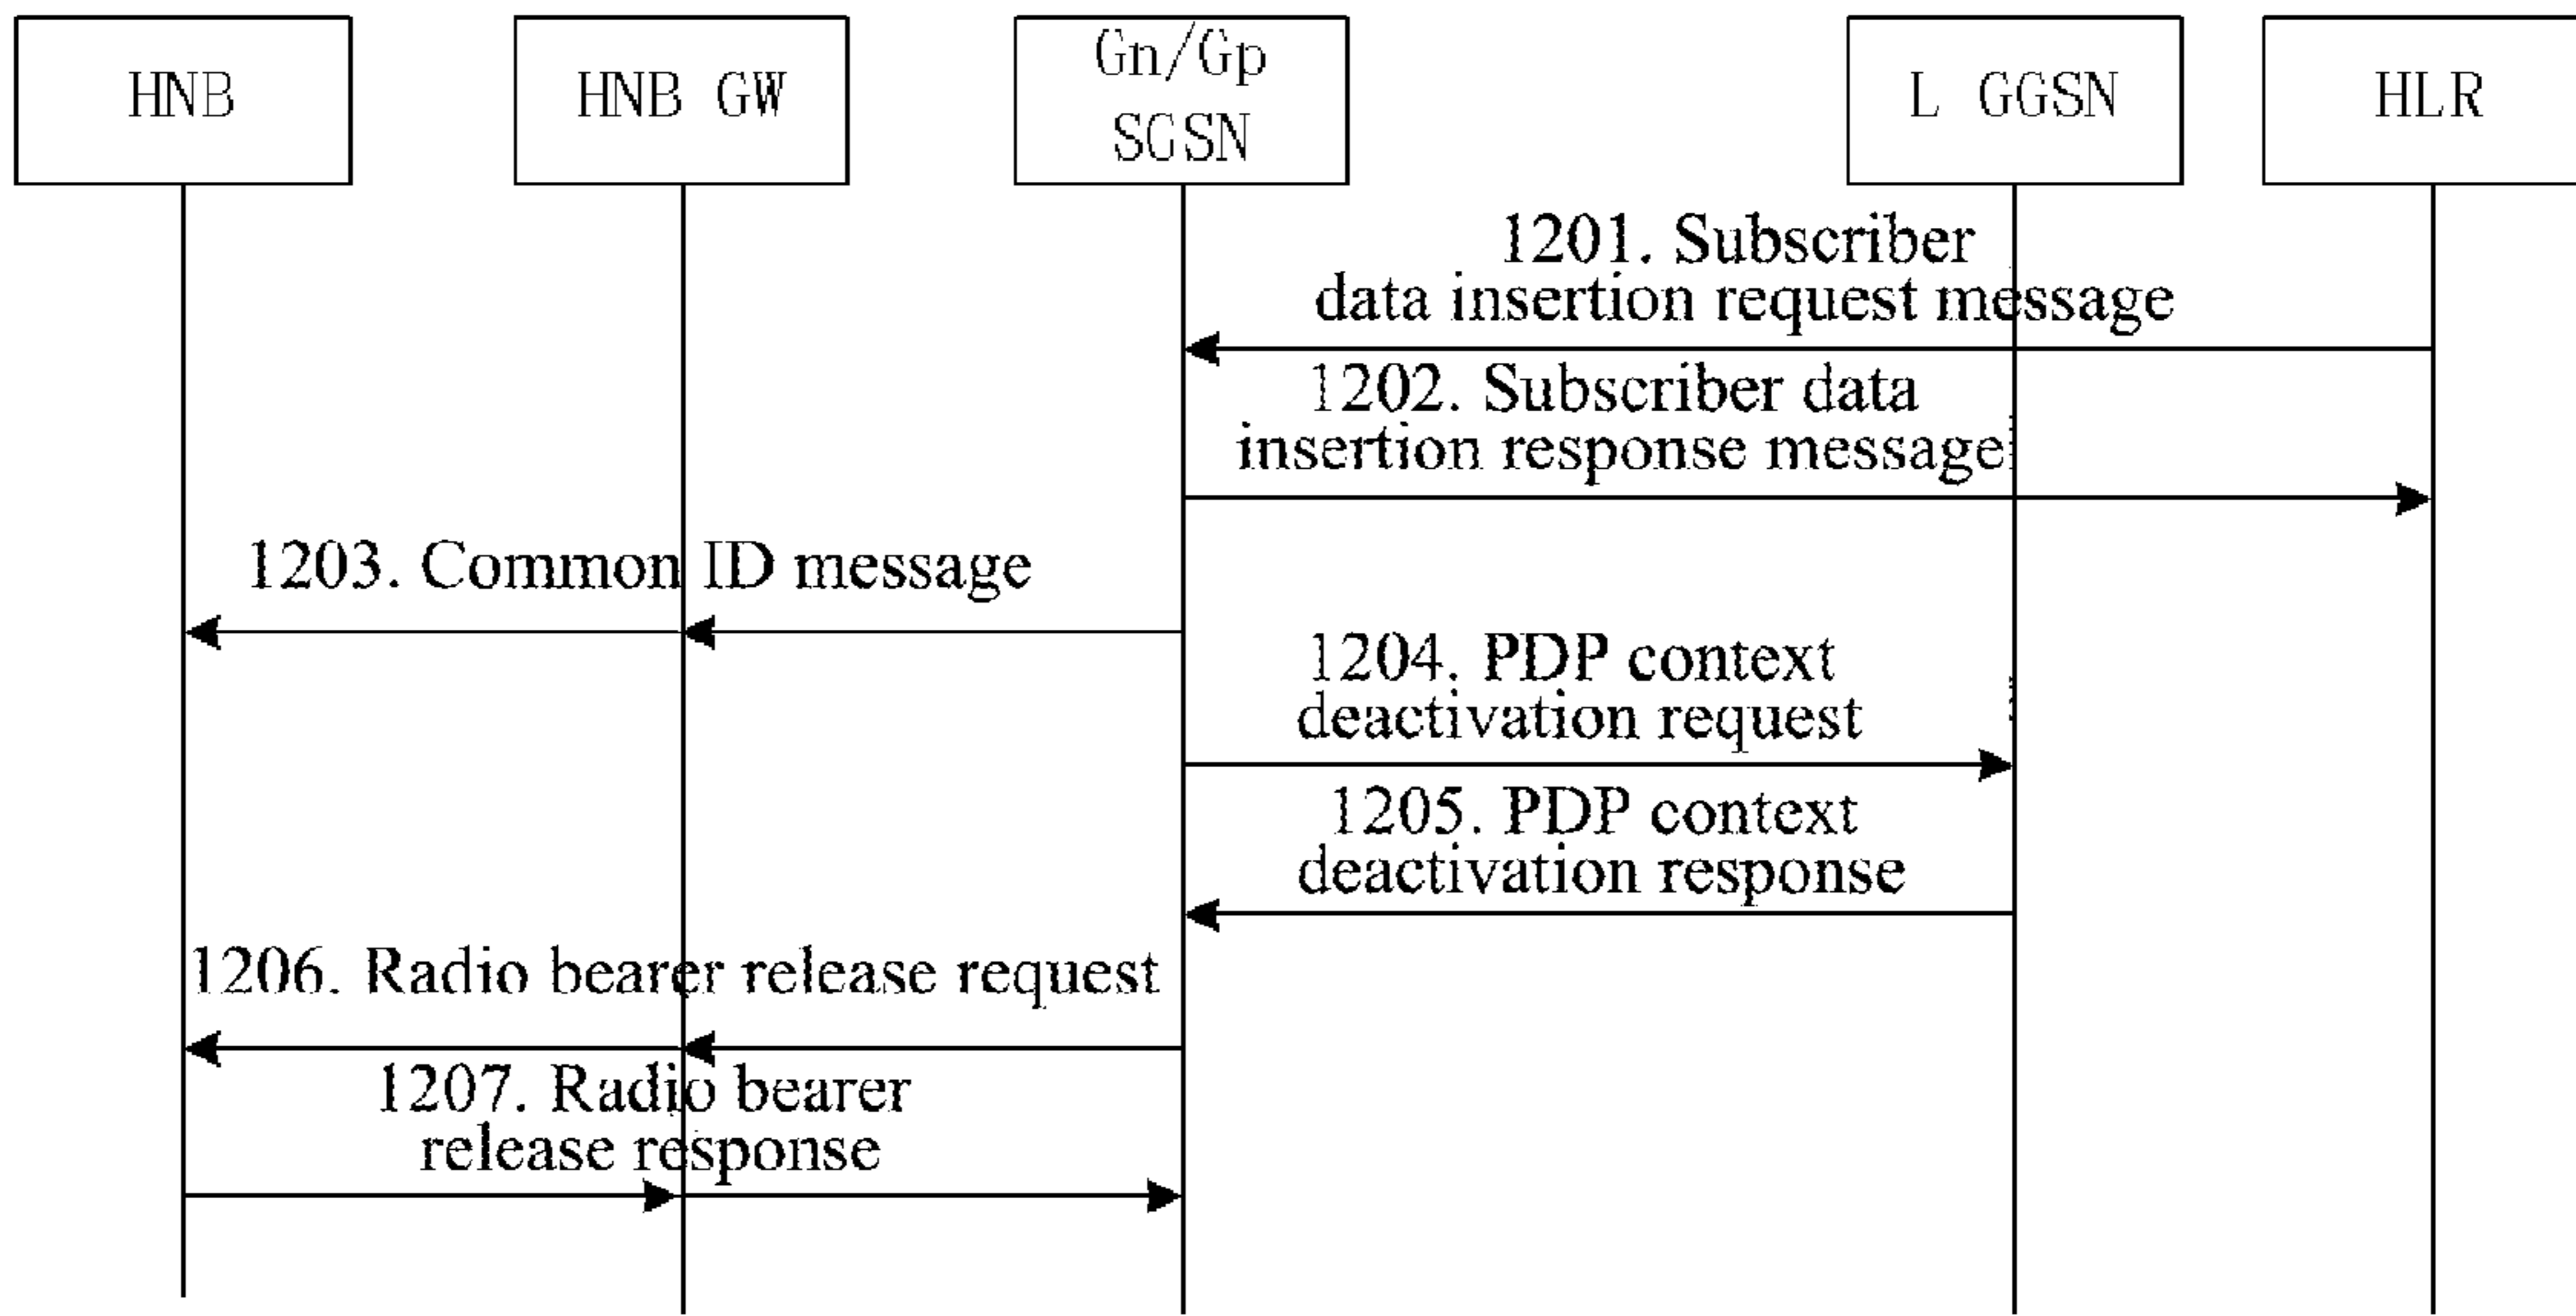 HNB
HNB GW
Gn/Gp
SGSN
L GGSN
HLR
1201. Subscriber
data insertion request message
1202. Subscriber data
insertion response message
1203. Common ID message
1204. PDP context
deactivation request
1205. PDP context
deactivation response
1206. Radio bearer release request
1207. Radio bearer
release response